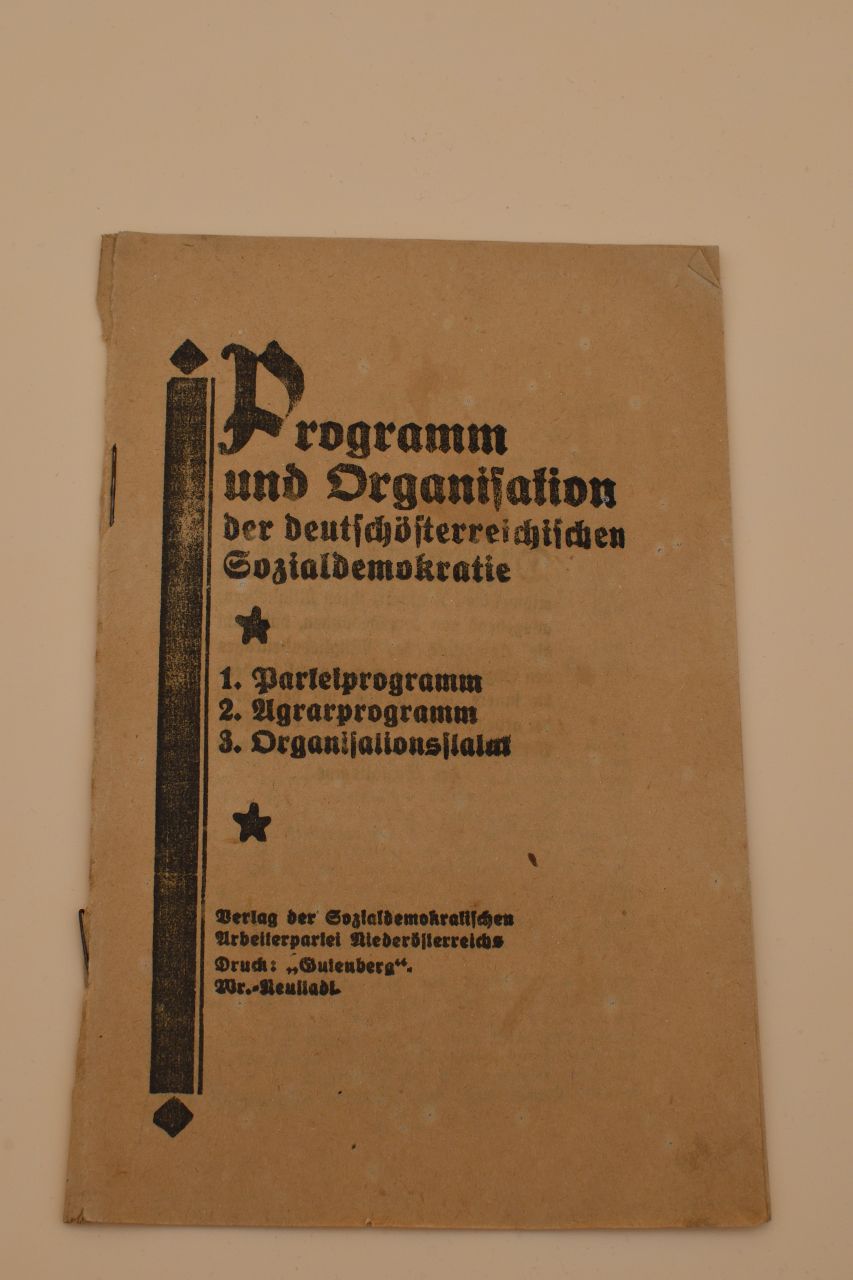 Programm
und Organiſation
der deutſchöſterreichiſchen
Sozialdemokratie
1. Parteiprogramm
2. Agrarprogramm
3. Organiſationsſtatut
Verlag der Sozialdemokratiſchen
Arbeiterpartei Niederöſterreichs
Druck: „Gutenberg“.
Wr.-Neuſtadt.